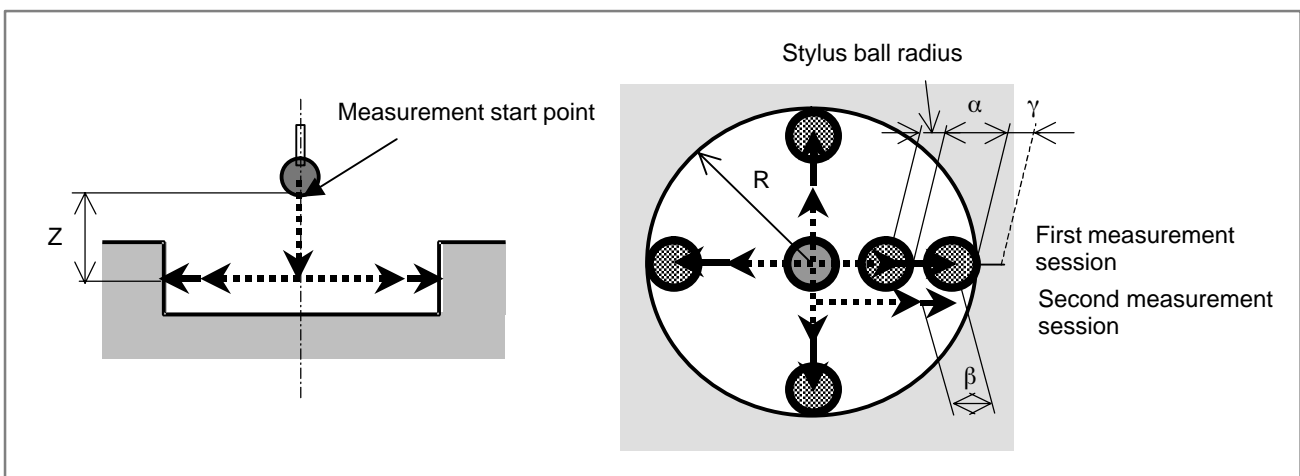 Measurement start point
Z
Stylus ball radius
α
γ
R
First measurement
session
Second measurement
session
β